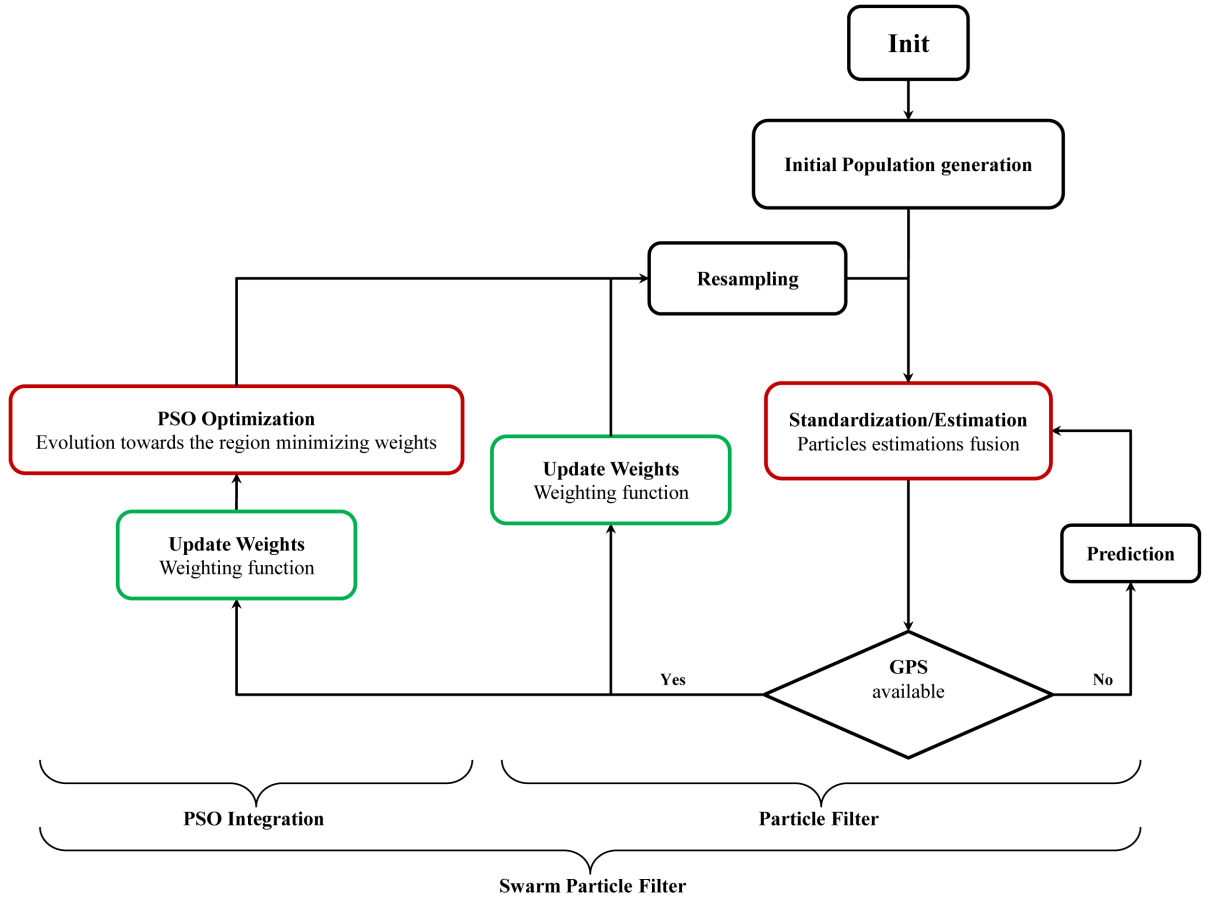 Init
Initial Population generation
Resampling
PSO Optimization
Evolution towards the region minimizing weights
Standardization/Estimation
Particles estimations fusion
Update Weights
Weighting function
Update Weights
Weighting function
Prediction
GPS
available
Yes
No
PSO Integration
Particle Filter
Swarm Particle Filter